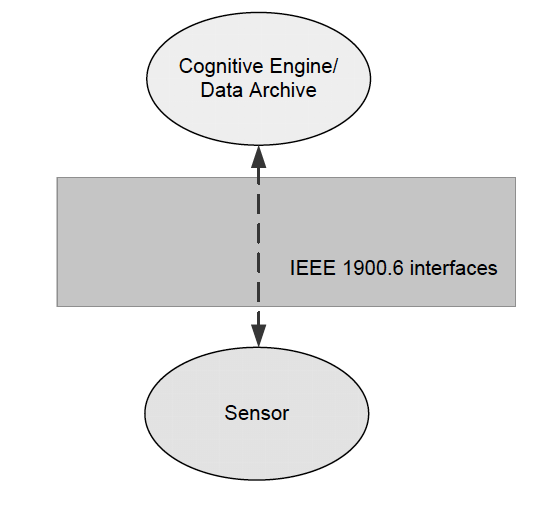 Cognitive Engine/
Data Archive
IEEE 1900.6 interfaces
Sensor